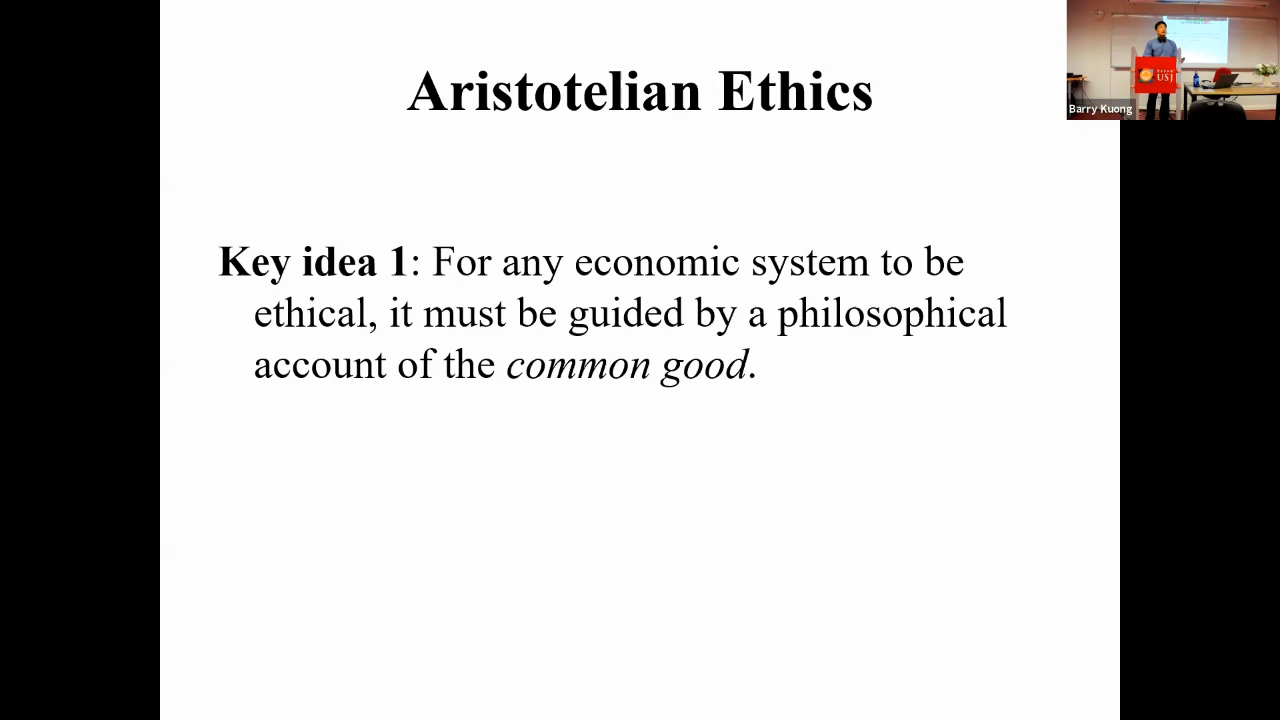 Aristotelian Ethics
Key idea 1: For any economic system to be
ethical, it must be guided by a philosophical
account of the common good.
USJ
Barry Kuong